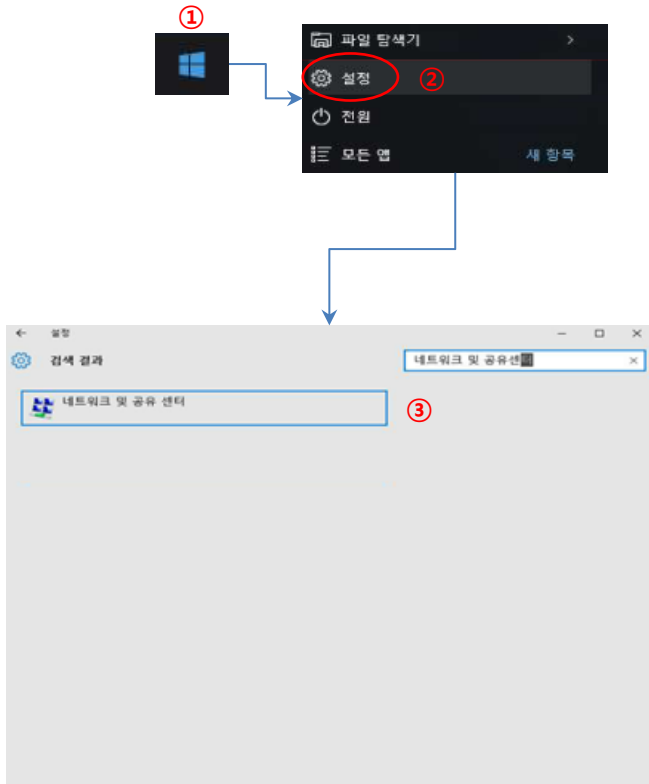 ①
파일 탐색기
설정
②
전원
모든 앱
새 항목
설정
검색 결과
네트워크 및 공유센터
네트워크 및 공유 센터
③